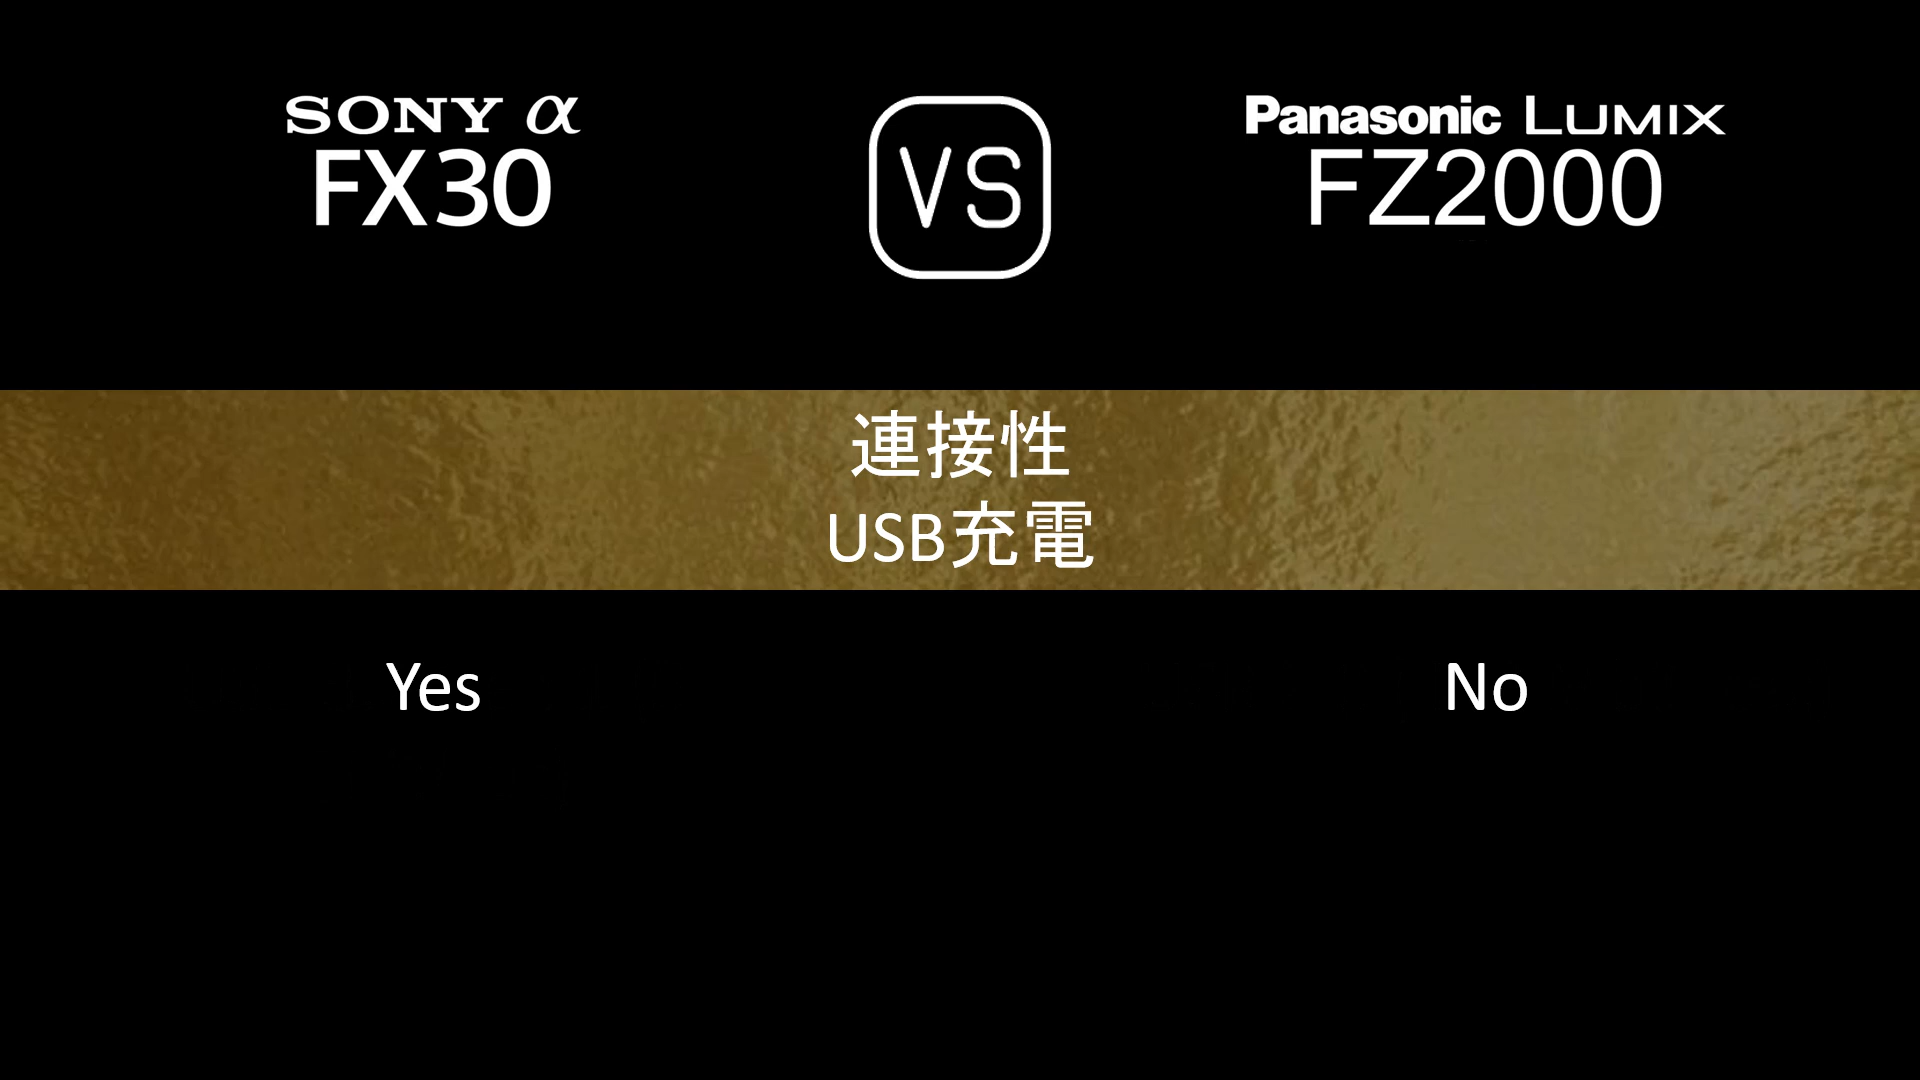 SONY α
FX30
VS
Panasonic LUMIX
FZ2000
連接性
USB充電
Yes
No